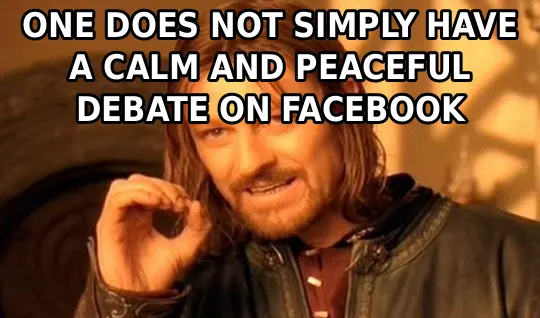 ONE DOES NOT SIMPLY HAVE
A CALM AND PEACEFUL
DEBATE ON FACEBOOK